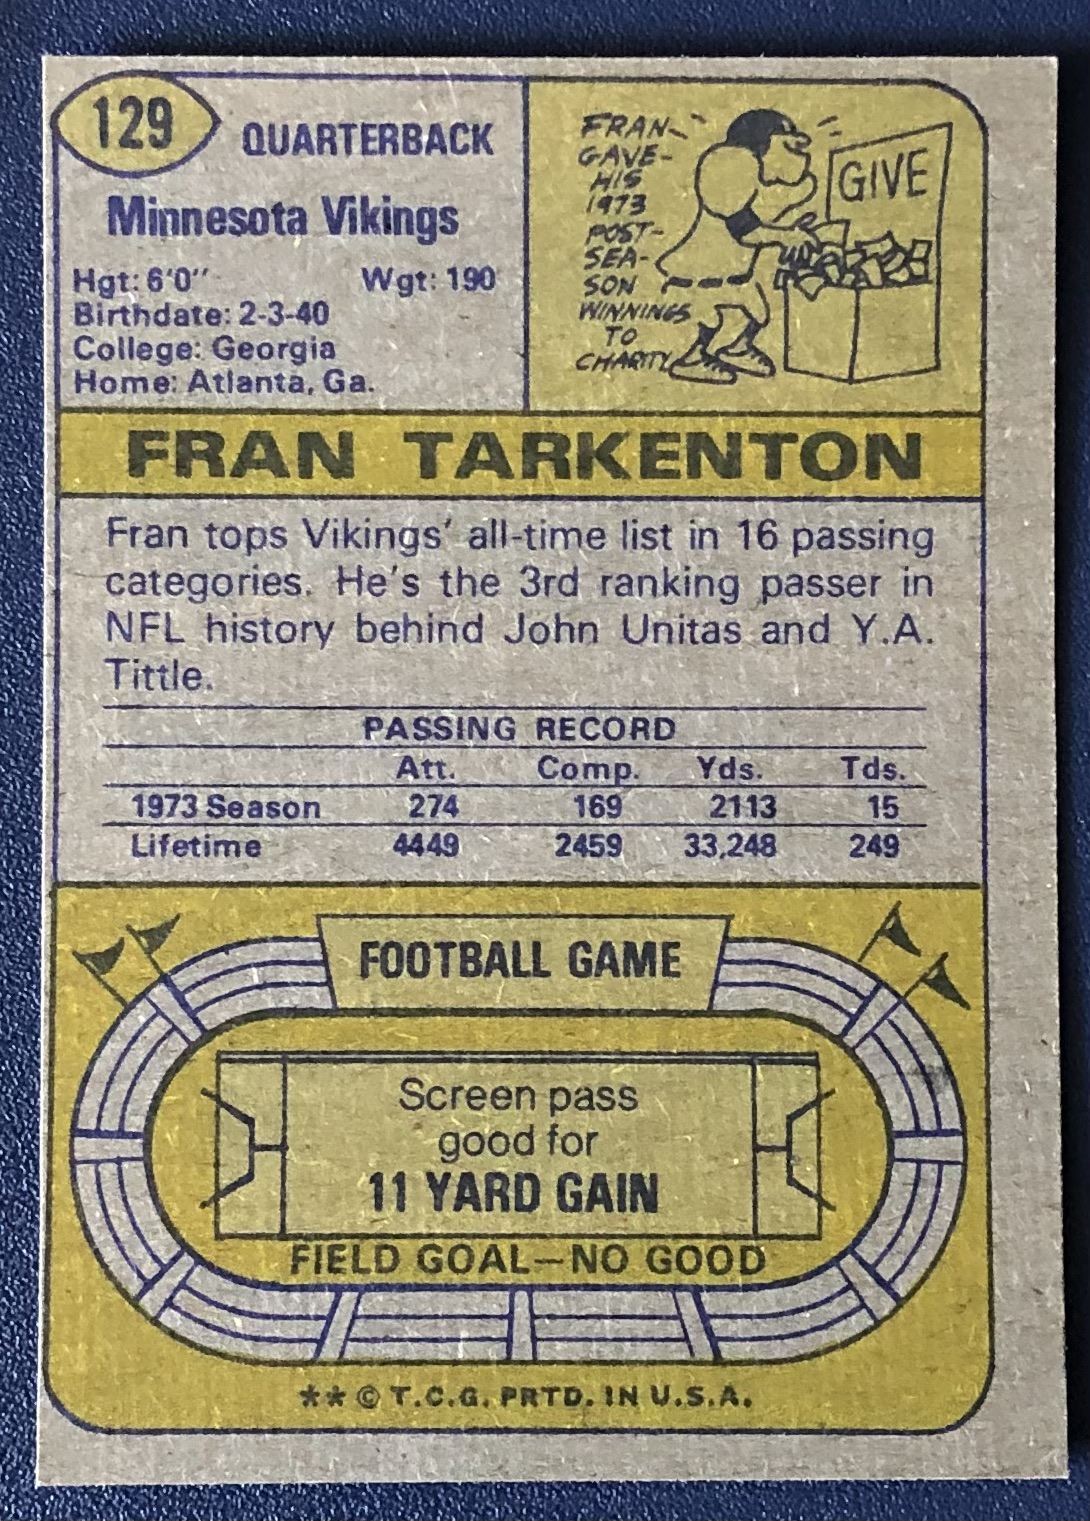 129
QUARTERBACK
Minnesota Vikings
Hgt: 6'0" Wgt: 190
Birthdate: 2-3-40
College: Georgia
Home: Atlanta, Ga.
FRAN
GAVE
HIS
1973
POST-
SEA-
SON
WINNINGS
TO
CHARITY
GIVE
FRAN TARKENTON
Fran tops Vikings' all-time list in 16 passing
categories. He's the 3rd ranking passer in
NFL history behind John Unitas and Y.A.
Tittle.
PASSING RECORD
Att. Comp. Yds. Tds.
1973 Season 274 169 2113 15
Lifetime 4449 2459 33,248 249
FOOTBALL GAME
Screen pass
good for
11 YARD GAIN
FIELD GOAL—NO GOOD
** © T.C.G. PRTD. IN U.S.A.